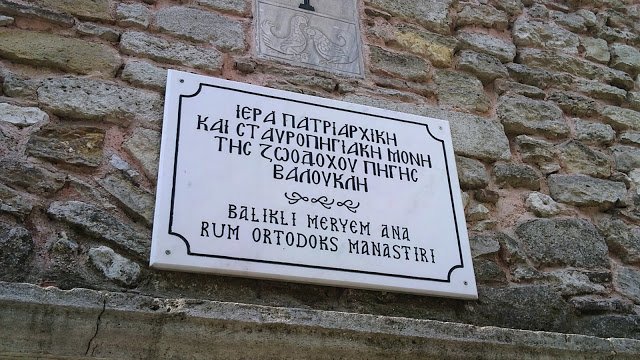 ΙΕΡΑ ΠΑΤΡΙΑΡΧΙΚΗ
ΚΑΙ ΣΤΑΥΡΟΠΗΓΙΑΚΗ ΜΟΝΗ
ΤΗΣ ΖΩΟΔΟΧΟΥ ΠΗΓΗΣ
ΒΑΛΟΥΚΛΗ
BALIKLI MERYEM ANA
RUM ORTODOKS MANASTIRI